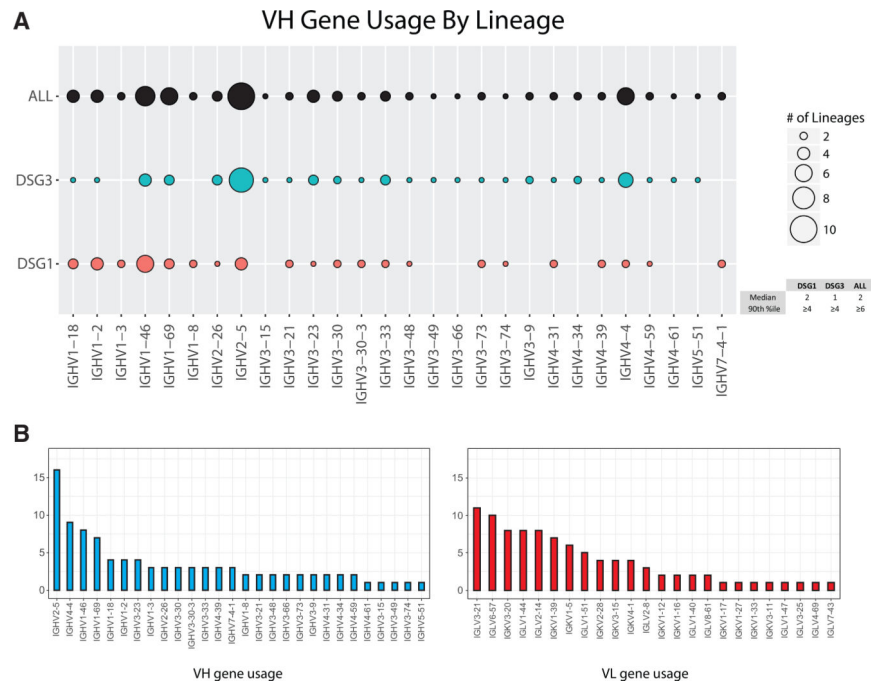 A
VH Gene Usage By Lineage
ALL
DSG3
DSG1
# of Lineages
2
4
6
8
10
DSG1 DSG3 ALL
Median 2 1 2
90th %ile ≥4 ≥4 ≥6
IGHV1−18
IGHV1−2
IGHV1−3
IGHV1−46
IGHV1−69
IGHV1−8
IGHV2−26
IGHV2−5
IGHV3−15
IGHV3−21
IGHV3−23
IGHV3−30
IGHV3−30−3
IGHV3−33
IGHV3−48
IGHV3−49
IGHV3−66
IGHV3−73
IGHV3−74
IGHV3−9
IGHV4−31
IGHV4−34
IGHV4−39
IGHV4−4
IGHV4−59
IGHV4−61
IGHV5−51
IGHV7−4−1
B
15
10
5
0
IGHV2-5
IGHV4-4
IGHV1-46
IGHV1-69
IGHV1-18
IGHV1-2
IGHV3-23
IGHV1-3
IGHV2-26
IGHV3-30
IGHV3-30-3
IGHV3-33
IGHV4-39
IGHV7-4-1
IGHV1-8
IGHV3-21
IGHV3-48
IGHV3-66
IGHV3-73
IGHV3-9
IGHV4-31
IGHV4-34
IGHV4-59
IGHV4-61
IGHV3-15
IGHV3-49
IGHV3-74
IGHV5-51
VH gene usage
15
10
5
0
IGLV3-21
IGLV6-57
IGKV3-20
IGLV1-44
IGLV2-14
IGKV1-39
IGKV1-5
IGLV1-51
IGKV2-28
IGKV3-15
IGKV4-1
IGLV2-8
IGKV1-12
IGKV1-16
IGLV1-40
IGLV8-61
IGKV1-17
IGKV1-27
IGKV1-33
IGKV3-11
IGLV1-47
IGLV3-25
IGLV4-69
IGLV7-43
VL gene usage